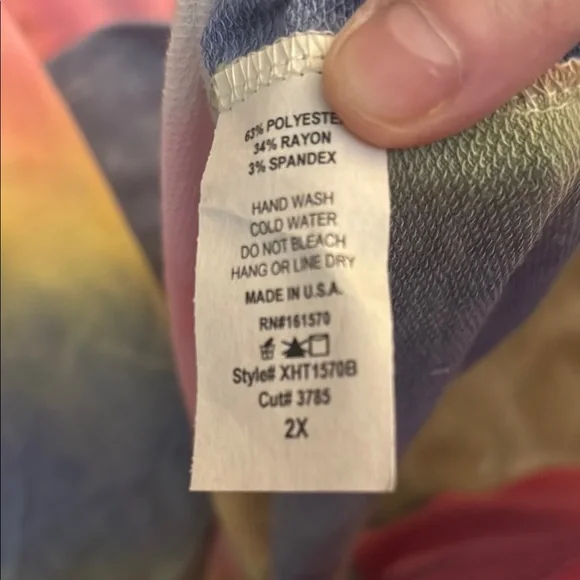 63% POLYESTE
34% RAYON
3% SPANDEX
HAND WASH
COLD WATER
DO NOT BLEACH
HANG OR LINE DRY
MADE IN U.S.A.
RN#161570
Style# XHT1570B
Cut# 3785
2X